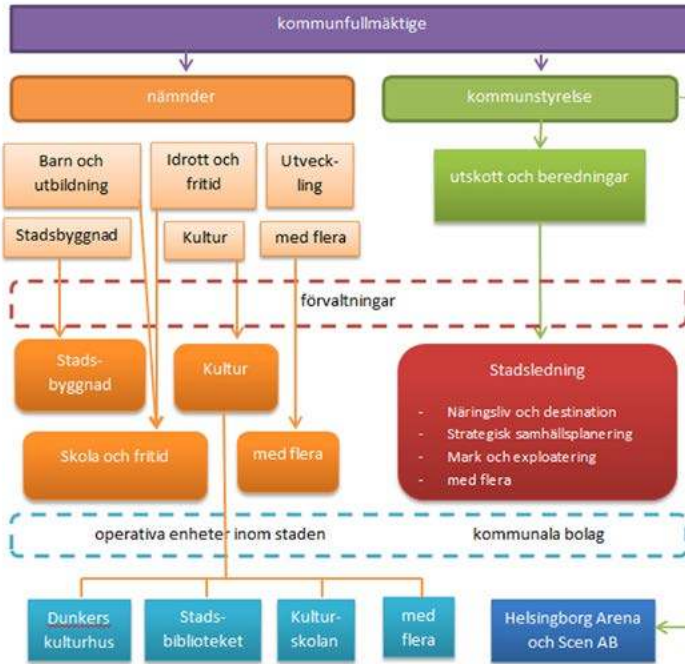 kommunfullmäktige
nämnder
kommunstyrelse
Barn och
utbildning
Idrott och
fritid
Utveck-
ling
utskott och beredningar
Stadsbyggnad
Kultur
med flera
förvaltningar
Stads-
byggnad
Kultur
Stadsledning
- Näringsliv och destination
- Strategisk samhällsplanering
- Mark och exploatering
- med flera
Skola och fritid
med flera
operativa enheter inom staden
kommunala bolag
Dunkers
kulturhus
Stads-
biblioteket
Kultur-
skolan
med
flera
Helsingborg Arena
och Scen AB